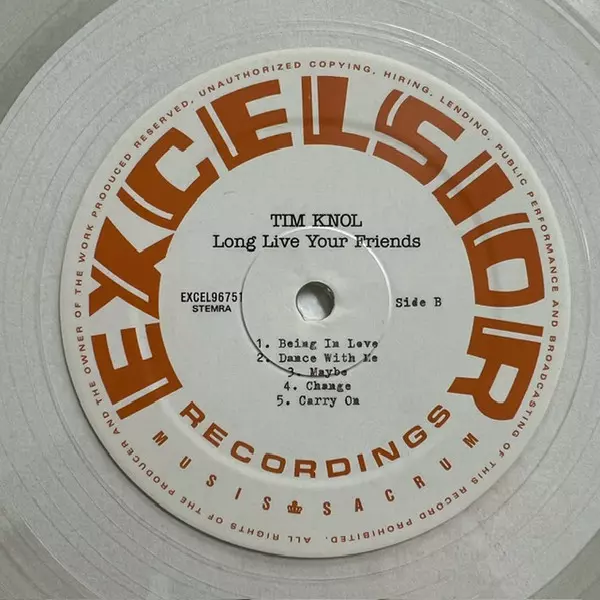 ALL RIGHTS OF THE PRODUCER AND THE OWNER OF THE WORK PRODUCED RESERVED, UNAUTHORIZED COPYING, HIRING, LENDING, PUBLIC PERFORMANCE AND BROADCASTING OF THIS RECORD PROHIBITED.
EXCELSIOR
TIM KNOL
Long Live Your Friends
EXCEL96751
STEMRA
Side B
1. Being In Love
2. Dance With Me
3. Maybe
4. Change
5. Carry On
RECORDINGS
MUSIS SACRUM